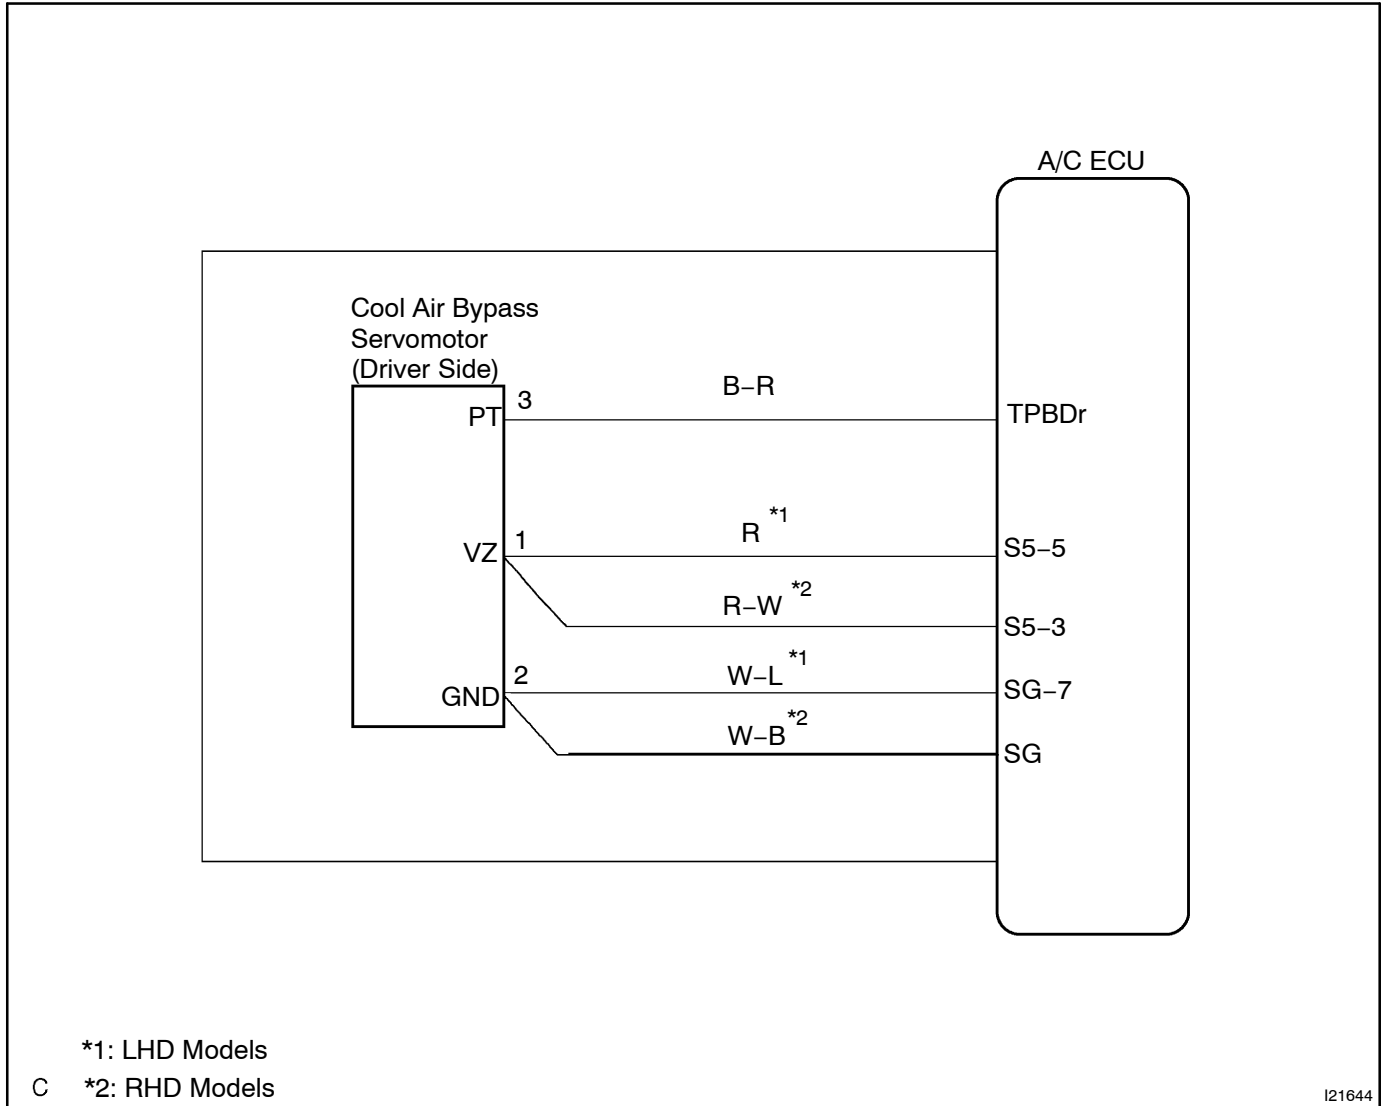 A/C ECU
Cool Air Bypass
Servomotor
(Driver Side)
PT 3 B–R TPBDr
VZ 1 R *1 S5–5
R–W *2 S5–3
GND 2 W–L *1 SG–7
W–B *2 SG
*1: LHD Models
C *2: RHD Models
I21644